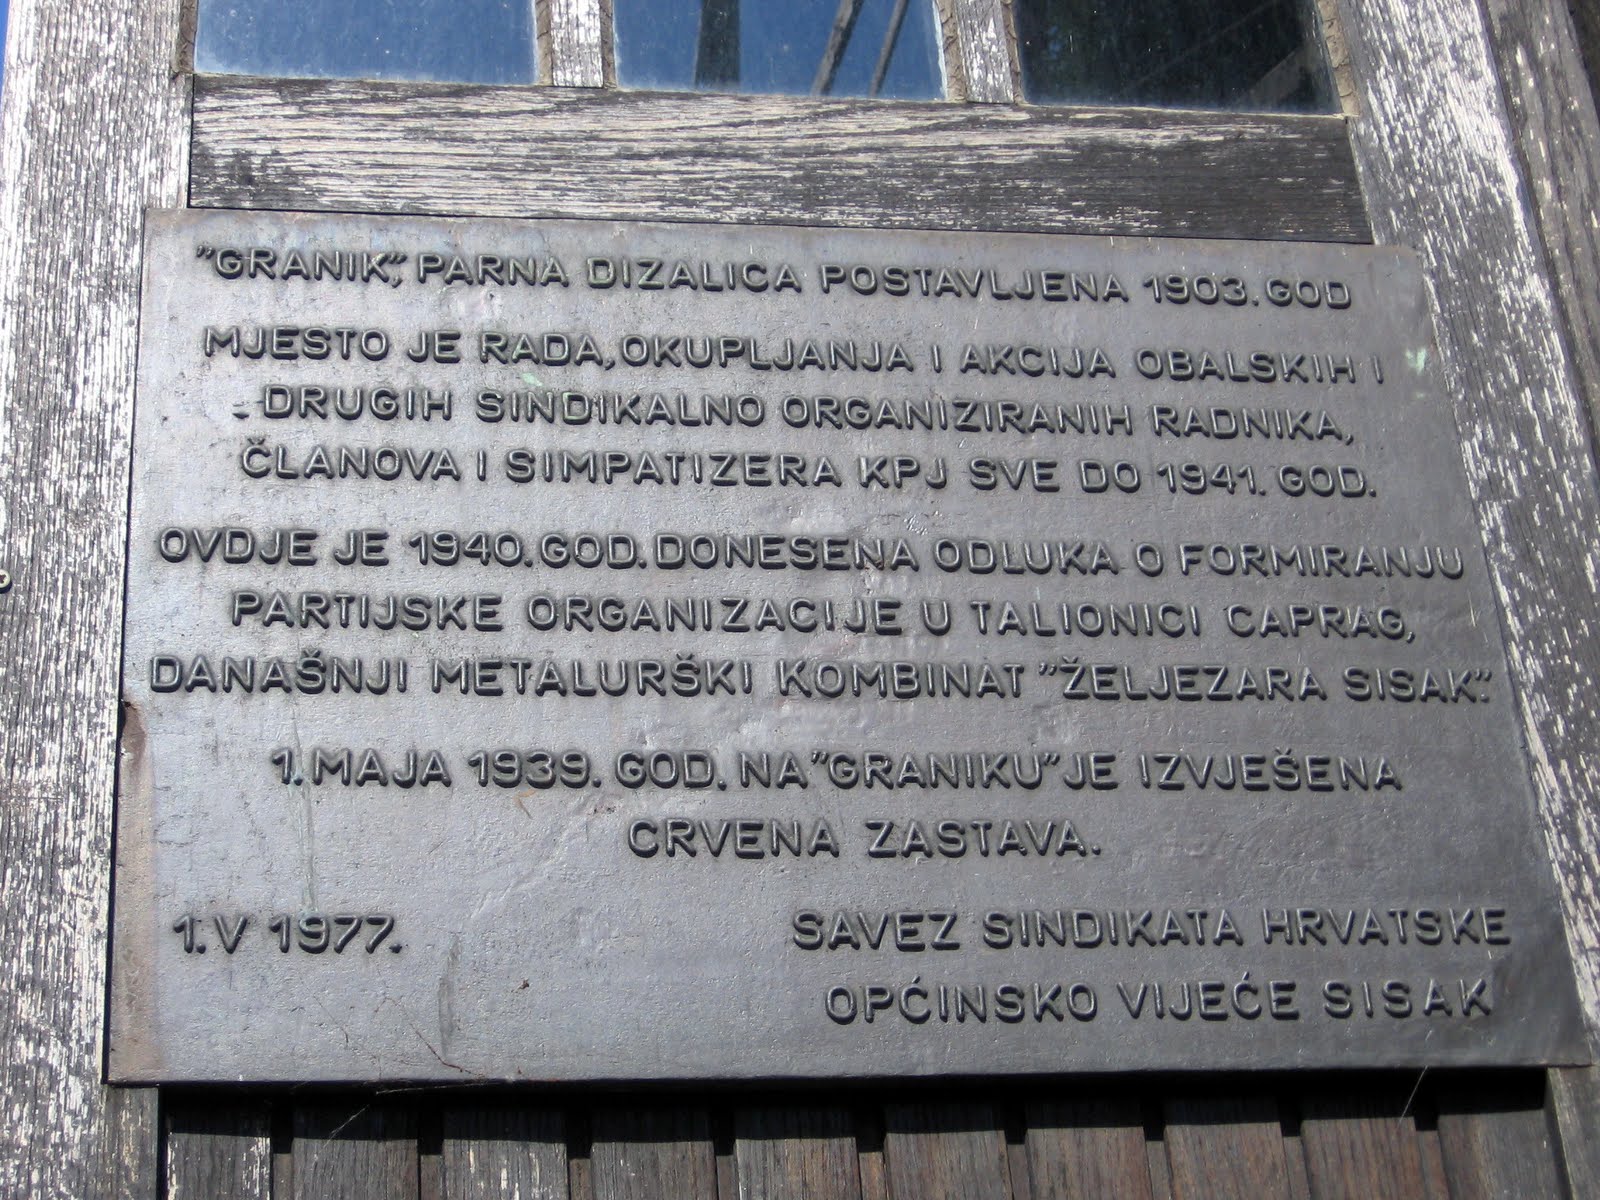 "GRANIK", PARNA DIZALICA POSTAVLJENA 1903. GOD
MJESTO JE RADA, OKUPLJANJA I AKCIJA OBALSKIH I
DRUGIH SINDIKALNO ORGANIZIRANIH RADNIKA,
ČLANOVA I SIMPATIZERA KPJ SVE DO 1941. GOD.
OVDJE JE 1940. GOD. DONESENA ODLUKA O FORMIRANJU
PARTIJSKE ORGANIZACIJE U TALIONICI CAPRAG,
DANAŠNJI METALURŠKI KOMBINAT "ŽELJEZARA SISAK".
1. MAJA 1939. GOD. NA "GRANIKU" JE IZVJEŠENA
CRVENA ZASTAVA.
1. V 1977.
SAVEZ SINDIKATA HRVATSKE
OPĆINSKO VIJEĆE SISAK